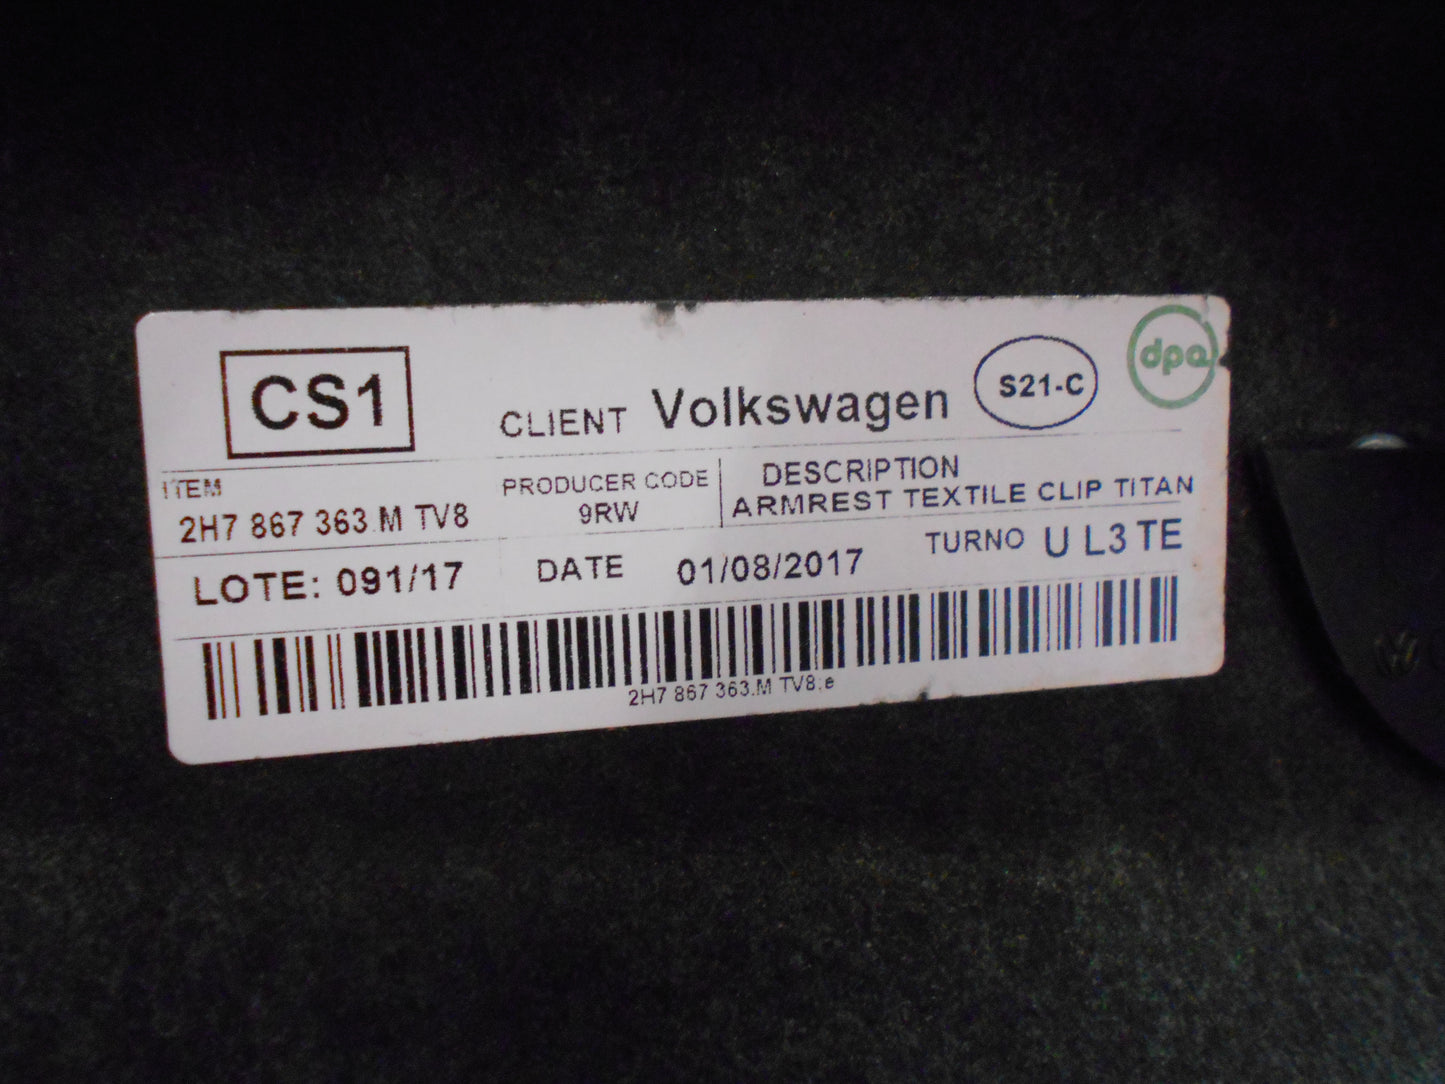 CS1
CLIENT Volkswagen
S21-C
dpa
ITEM
2H7 867 363.M TV8
PRODUCER CODE
9RW
DESCRIPTION
ARMREST TEXTILE CLIP TITAN
LOTE: 091/17
DATE 01/08/2017
TURNO U L3 TE
2H7 867 363.M TV8:e